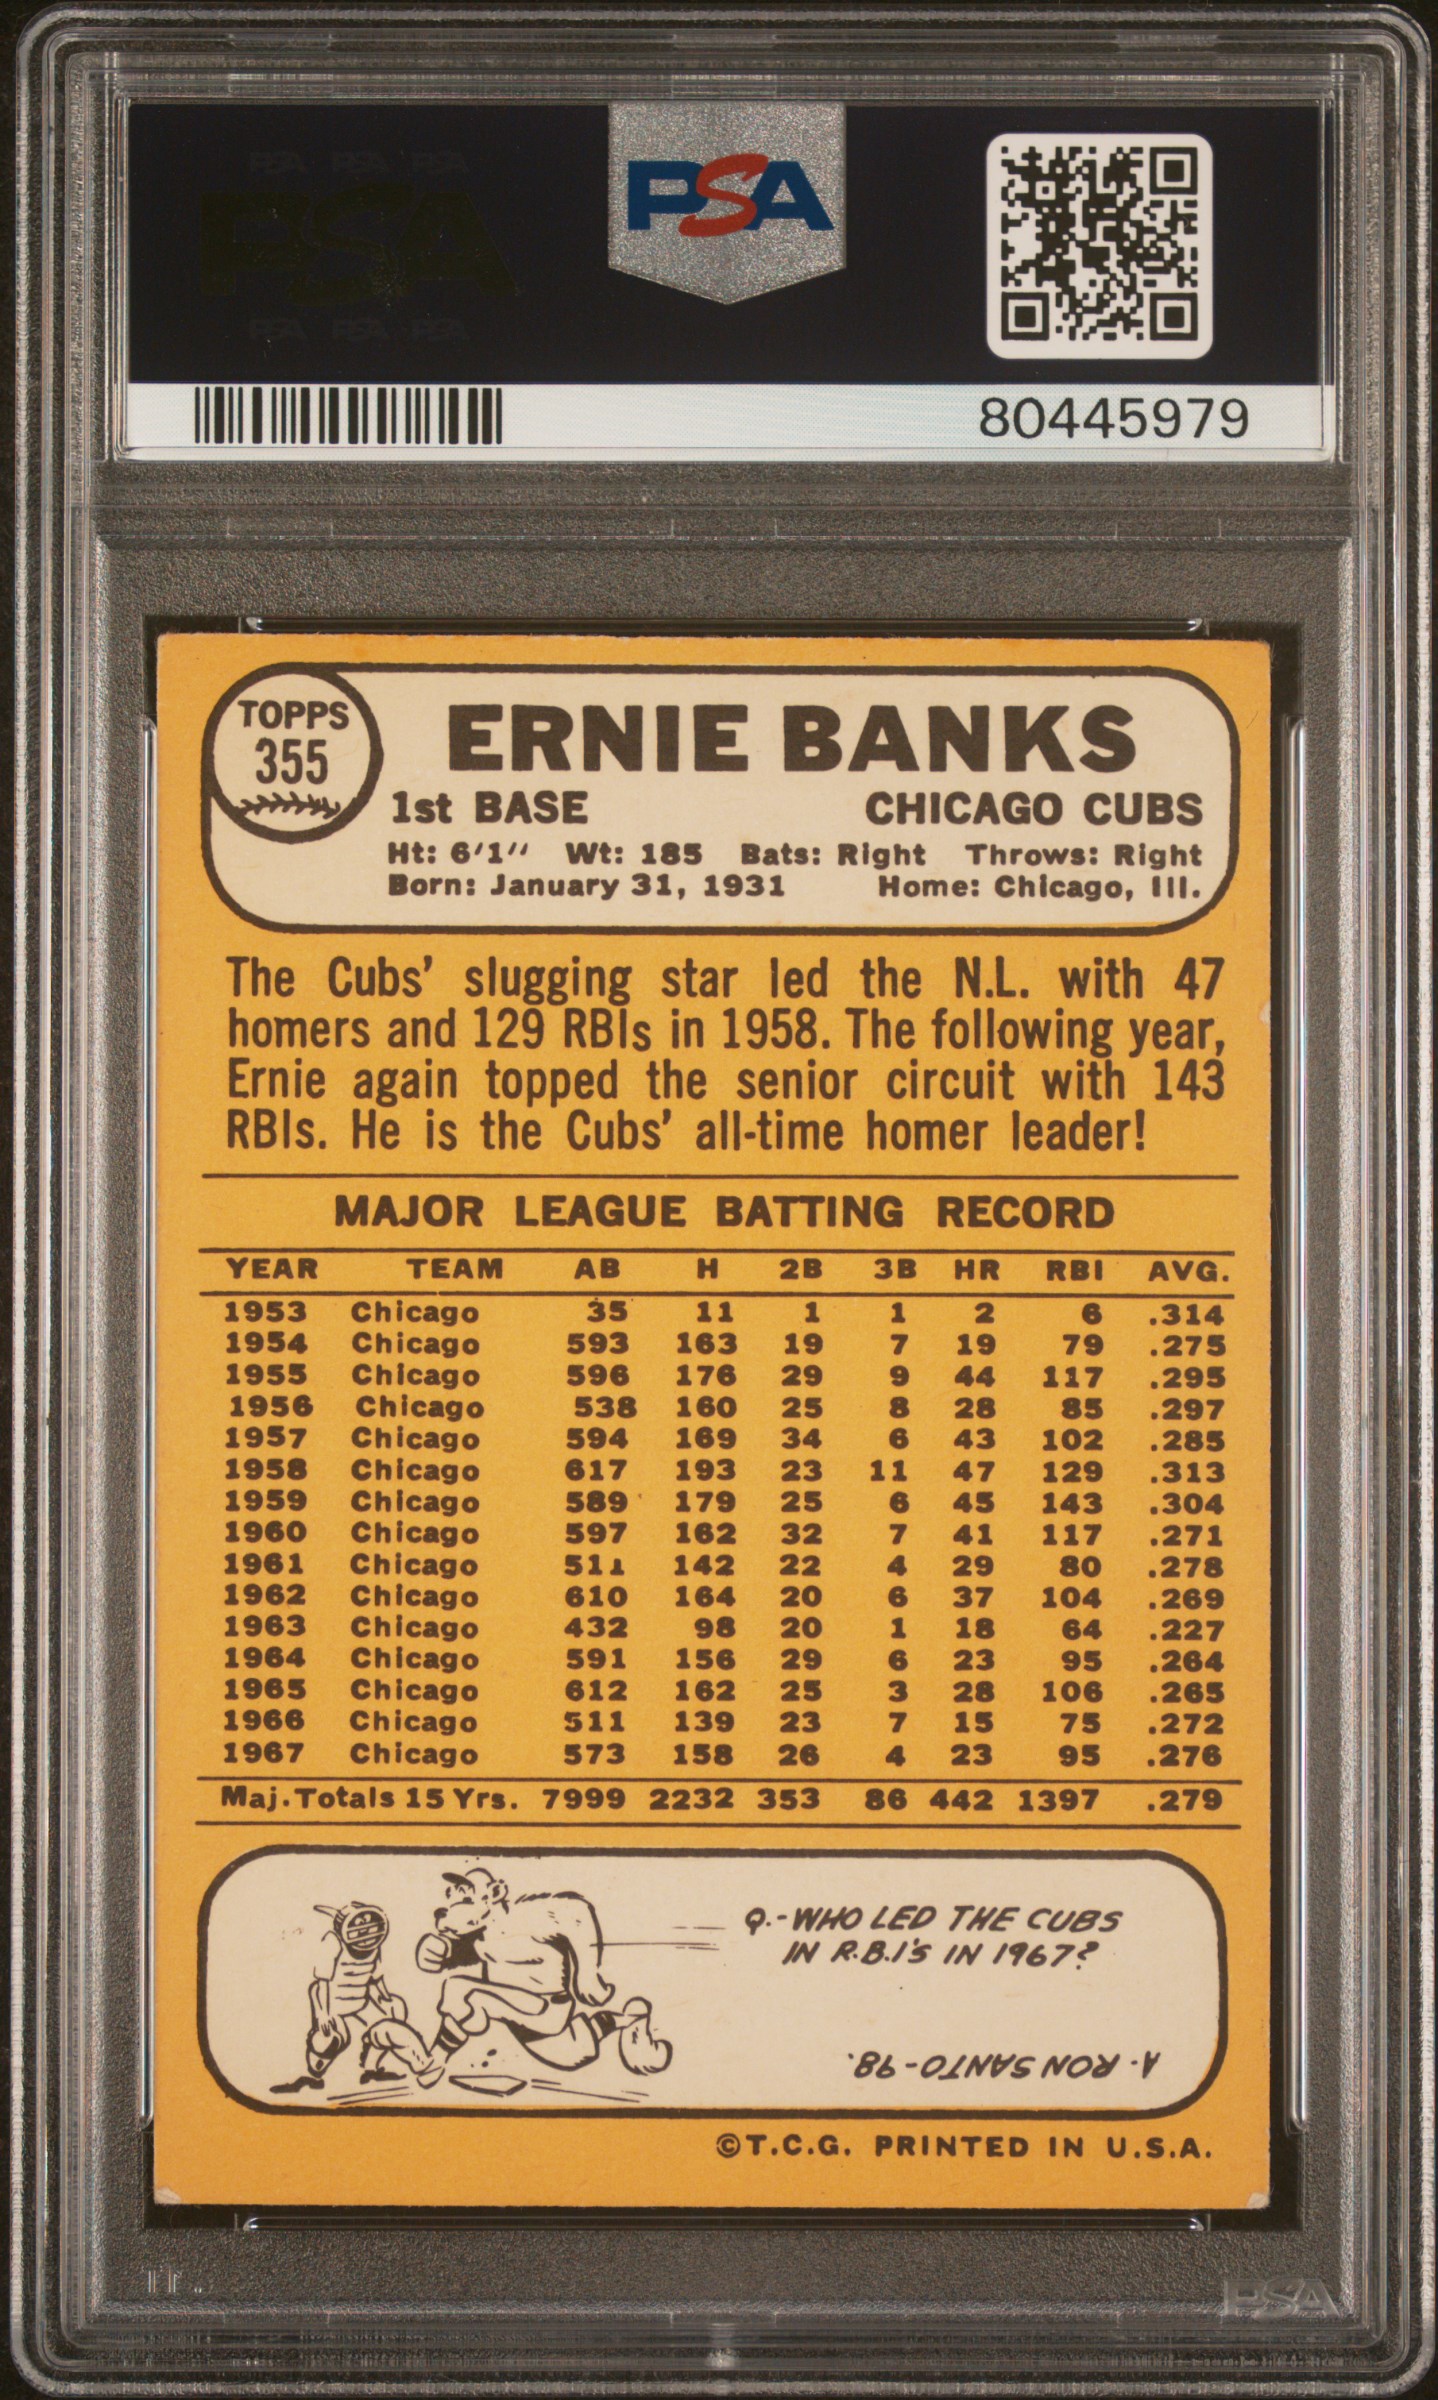 PSA PSA PSA
PSA
PSA PSA PSA
PSA
80445979
TOPPS
355
ERNIE BANKS
1st BASE CHICAGO CUBS
Ht: 6'1" Wt: 185 Bats: Right Throws: Right
Born: January 31, 1931 Home: Chicago, Ill.
The Cubs' slugging star led the N.L. with 47
homers and 129 RBIs in 1958. The following year,
Ernie again topped the senior circuit with 143
RBIs. He is the Cubs' all-time homer leader!
MAJOR LEAGUE BATTING RECORD
YEAR TEAM AB H 2B 3B HR RBI AVG.
1953 Chicago 35 11 1 1 2 6 .314
1954 Chicago 593 163 19 7 19 79 .275
1955 Chicago 596 176 29 9 44 117 .295
1956 Chicago 538 160 25 8 28 85 .297
1957 Chicago 594 169 34 6 43 102 .285
1958 Chicago 617 193 23 11 47 129 .313
1959 Chicago 589 179 25 6 45 143 .304
1960 Chicago 597 162 32 7 41 117 .271
1961 Chicago 511 142 22 4 29 80 .278
1962 Chicago 610 164 20 6 37 104 .269
1963 Chicago 432 98 20 1 18 64 .227
1964 Chicago 591 156 29 6 23 95 .264
1965 Chicago 612 162 25 3 28 106 .265
1966 Chicago 511 139 23 7 15 75 .272
1967 Chicago 573 158 26 4 23 95 .276
Maj. Totals 15 Yrs. 7999 2232 353 86 442 1397 .279
Q.-WHO LED THE CUBS
IN R.B.I'S IN 1967?
A. RON SANTO-98.
©T.C.G. PRINTED IN U.S.A.
PSA